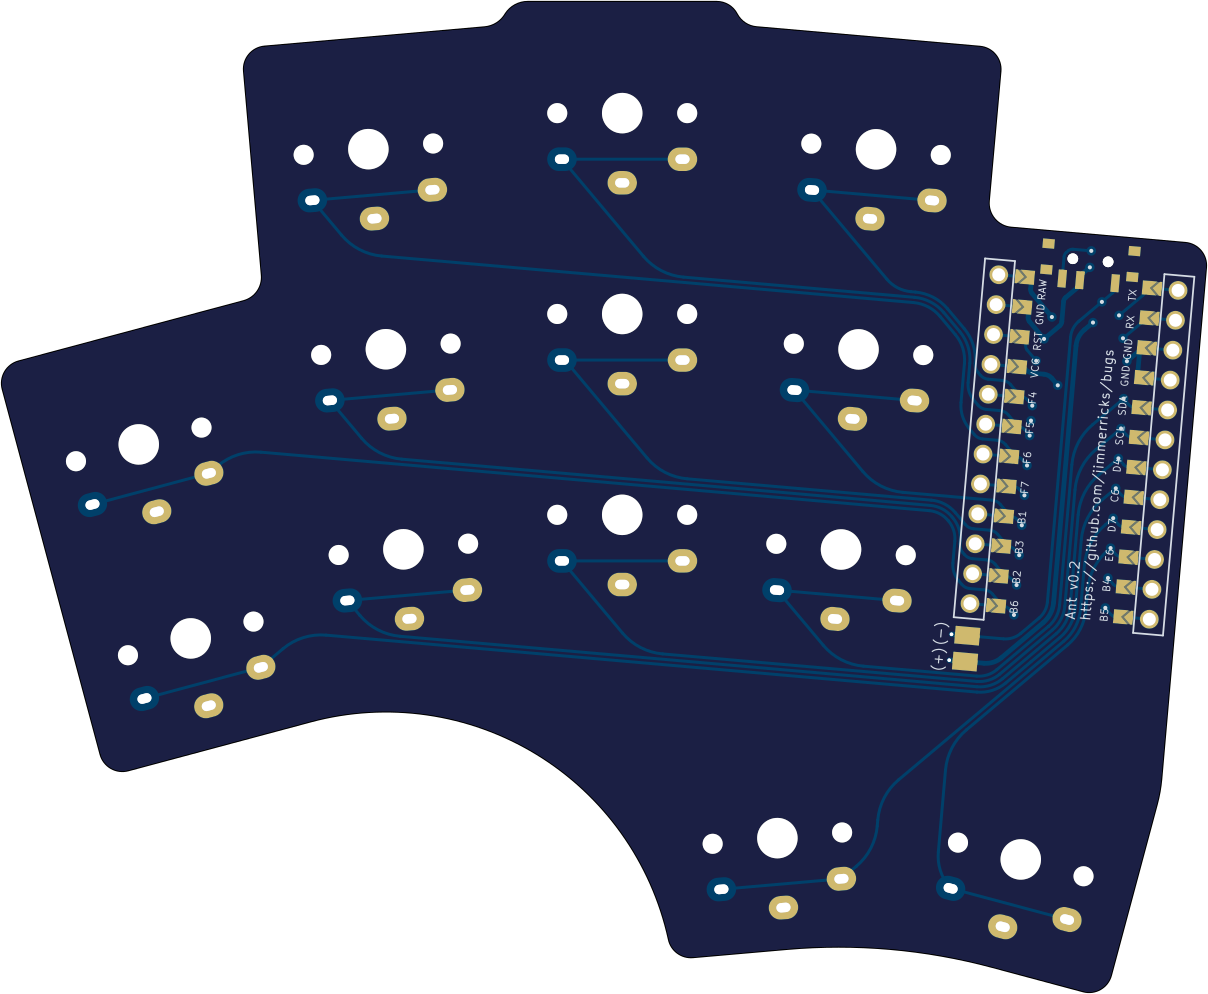 RAW
GND
RST
VCC
F4
F5
F6
F7
B1
B3
B2
B6
(-)
(+)
TX
RX
GND
GND
SDA
SCL
D4
C6
D7
E6
B4
B5
Ant v0.2
https://github.com/jimmerricks/bugs